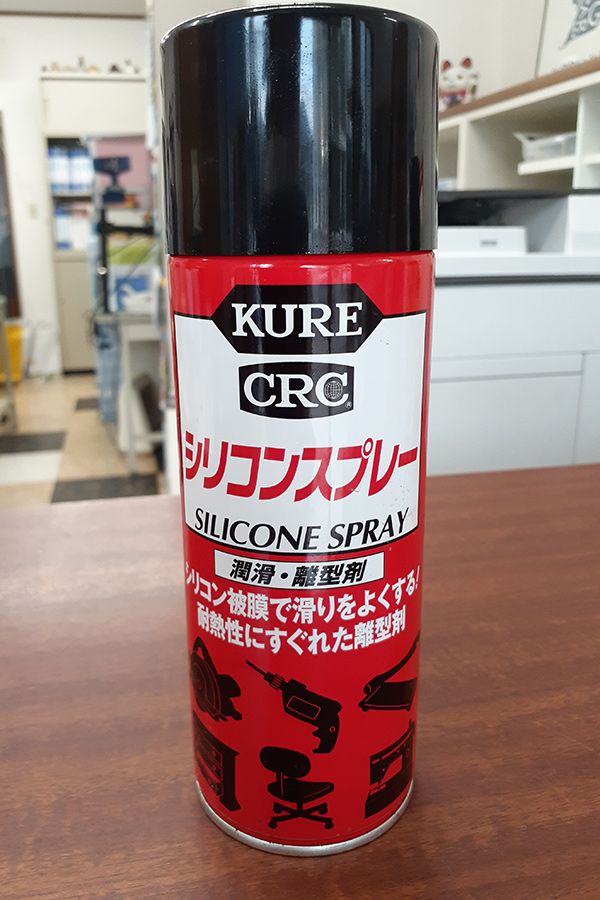 KURE
CRC®
シリコンスプレー
SILICONE SPRAY
潤滑・離型剤
シリコン被膜で滑りをよくする!
耐熱性にすぐれた離型剤